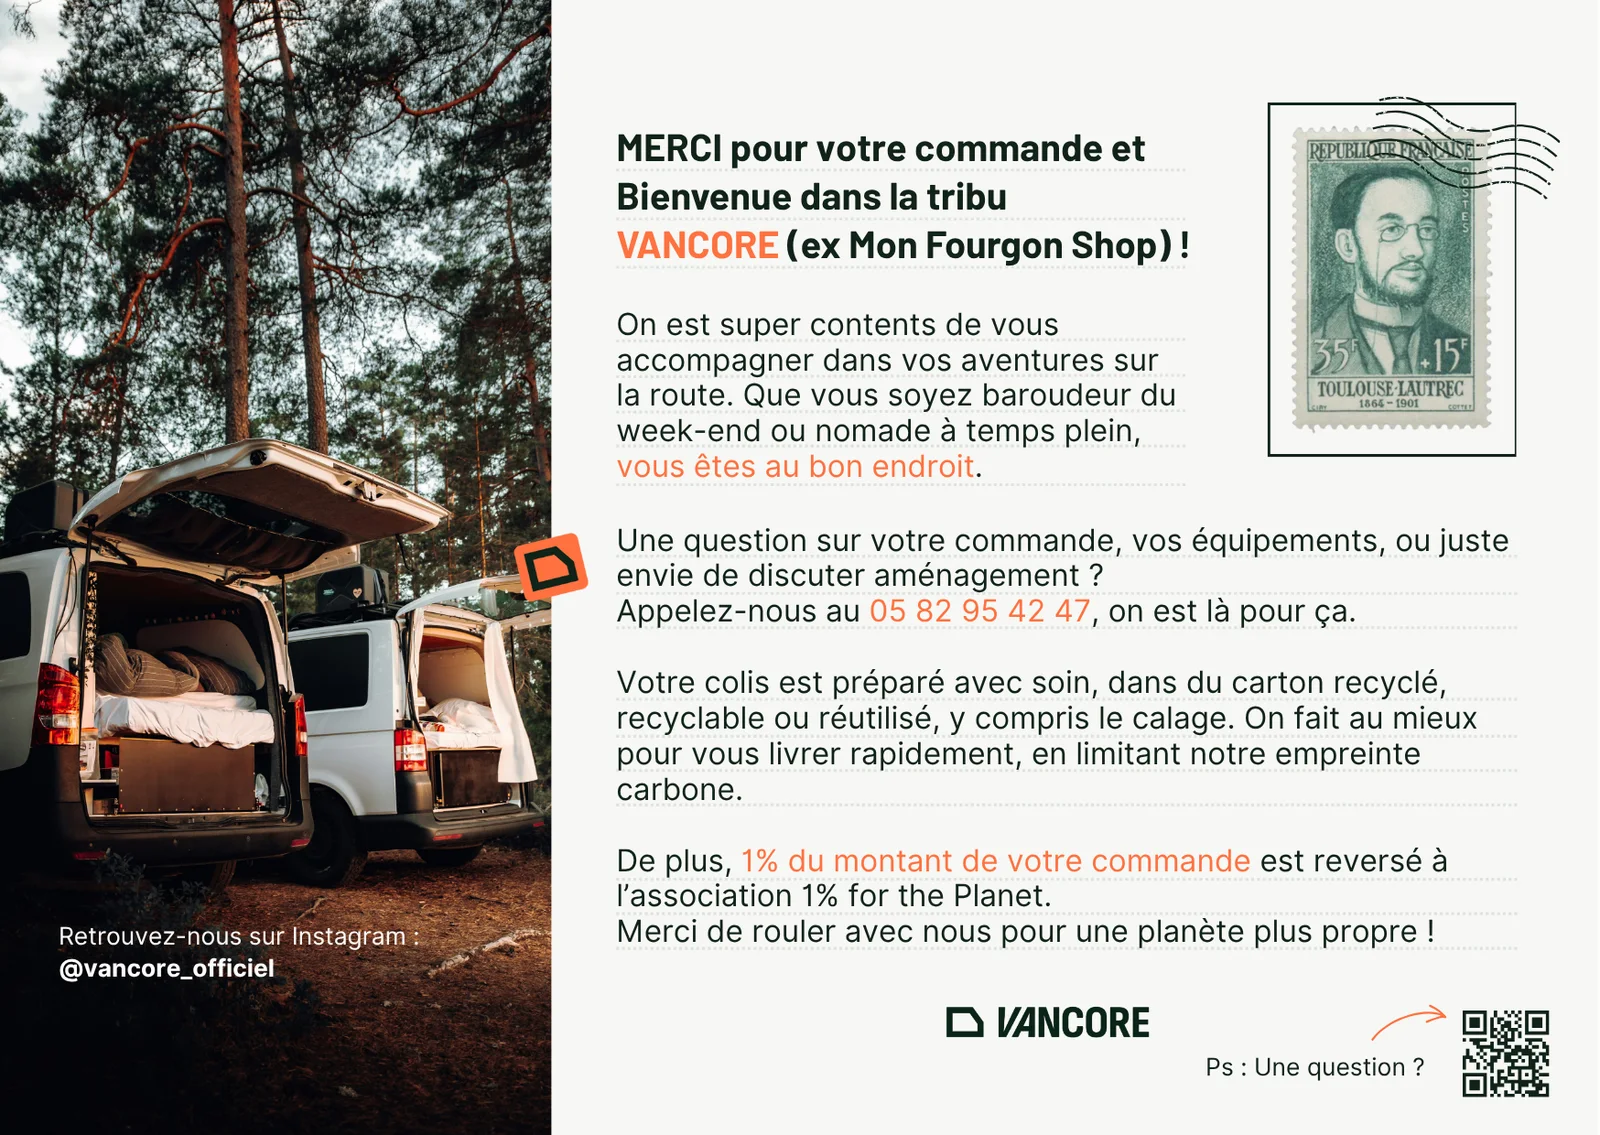 MERCI pour votre commande et
Bienvenue dans la tribu
VANCORE (ex Mon Fourgon Shop) !
REPUBLIQUE FRANÇAISE
POSTES
35F +15F
TOULOUSE-LAUTREC
1864-1901
COTTET
On est super contents de vous
accompagner dans vos aventures sur
la route. Que vous soyez baroudeur du
week-end ou nomade à temps plein,
vous êtes au bon endroit.
Une question sur votre commande, vos équipements, ou juste
envie de discuter aménagement ?
Appelez-nous au 05 82 95 42 47, on est là pour ça.
Votre colis est préparé avec soin, dans du carton recyclé,
recyclable ou réutilisé, y compris le calage. On fait au mieux
pour vous livrer rapidement, en limitant notre empreinte
carbone.
De plus, 1% du montant de votre commande est reversé à
l’association 1% for the Planet.
Merci de rouler avec nous pour une planète plus propre !
Retrouvez-nous sur Instagram :
@vancore_officiel
VANCORE
Ps : Une question ?